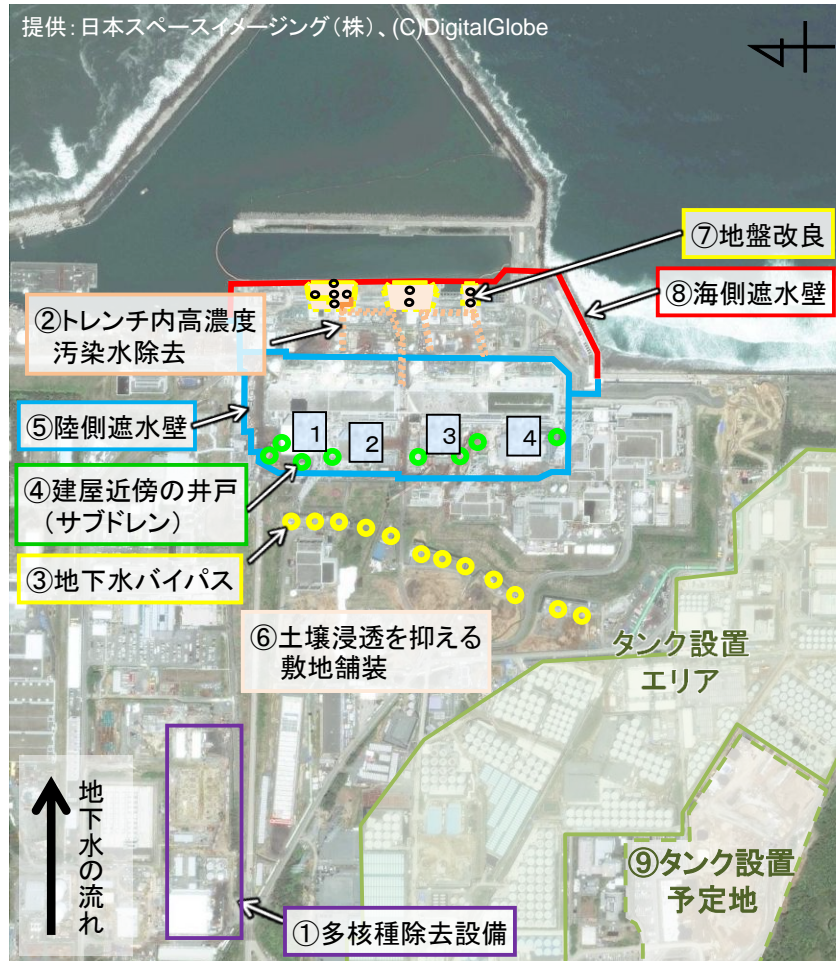 提供：日本スペースイメージング（株）、(C)DigitalGlobe
⑦地盤改良
⑧海側遮水壁
②トレンチ内高濃度
汚染水除去
⑤陸側遮水壁
1
2
3
4
④建屋近傍の井戸
（サブドレン）
③地下水バイパス
⑥土壌浸透を抑える
敷地舗装
タンク設置
エリア
地下水の流れ
⑨タンク設置
予定地
①多核種除去設備